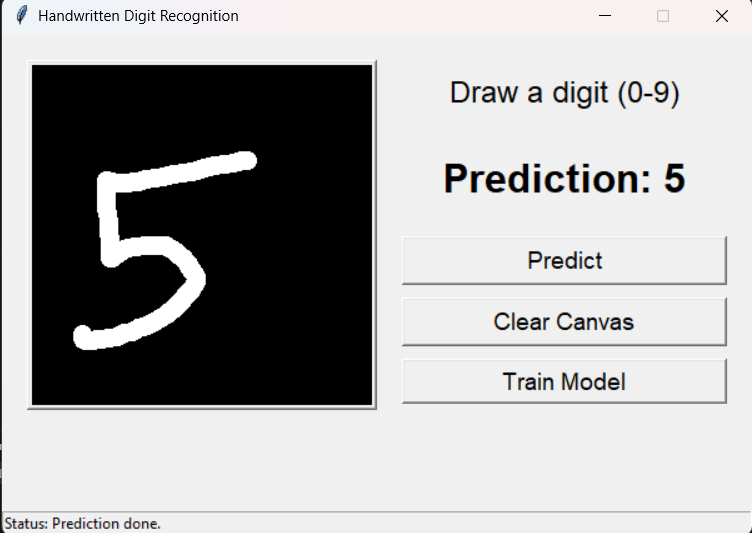 Handwritten Digit Recognition
5
Draw a digit (0-9)
Prediction: 5
Predict
Clear Canvas
Train Model
Status: Prediction done.